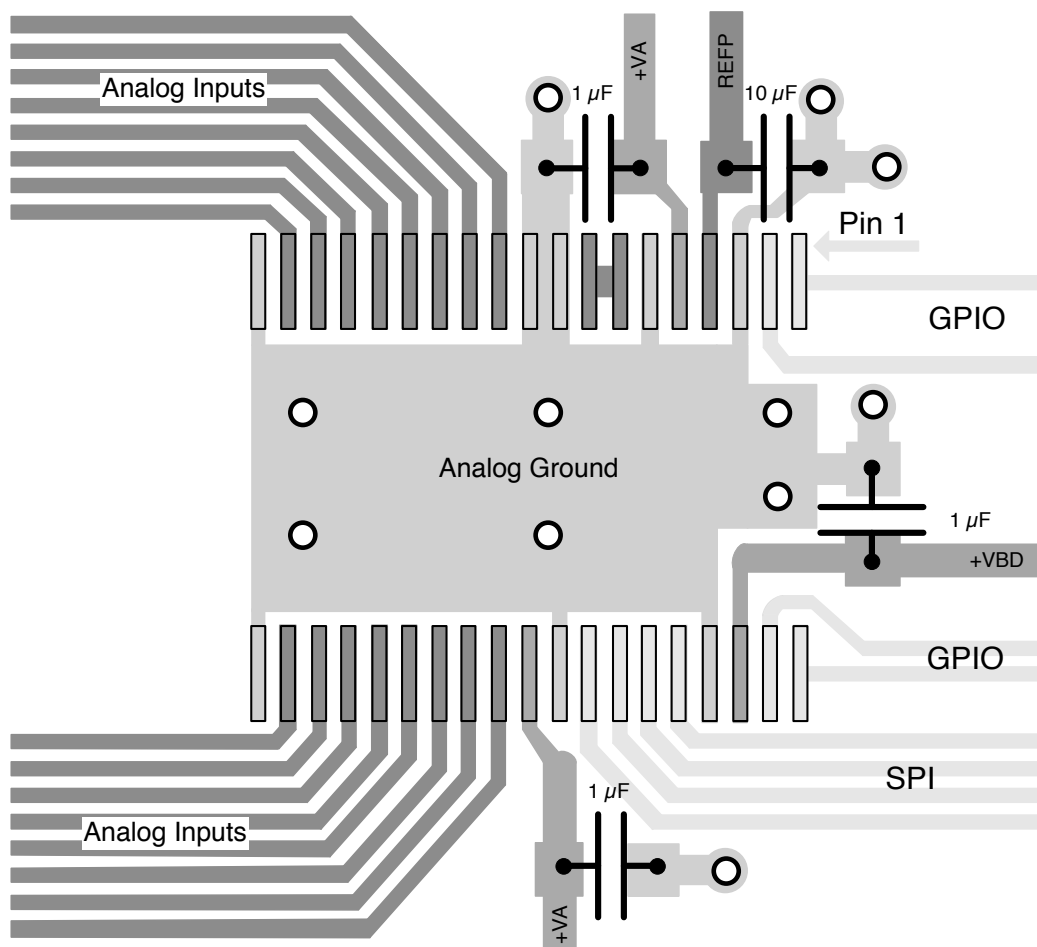 +VA
REFP
Analog Inputs
1 µF
10 µF
Pin 1
GPIO
Analog Ground
1 µF
+VBD
GPIO
SPI
1 µF
Analog Inputs
+VA